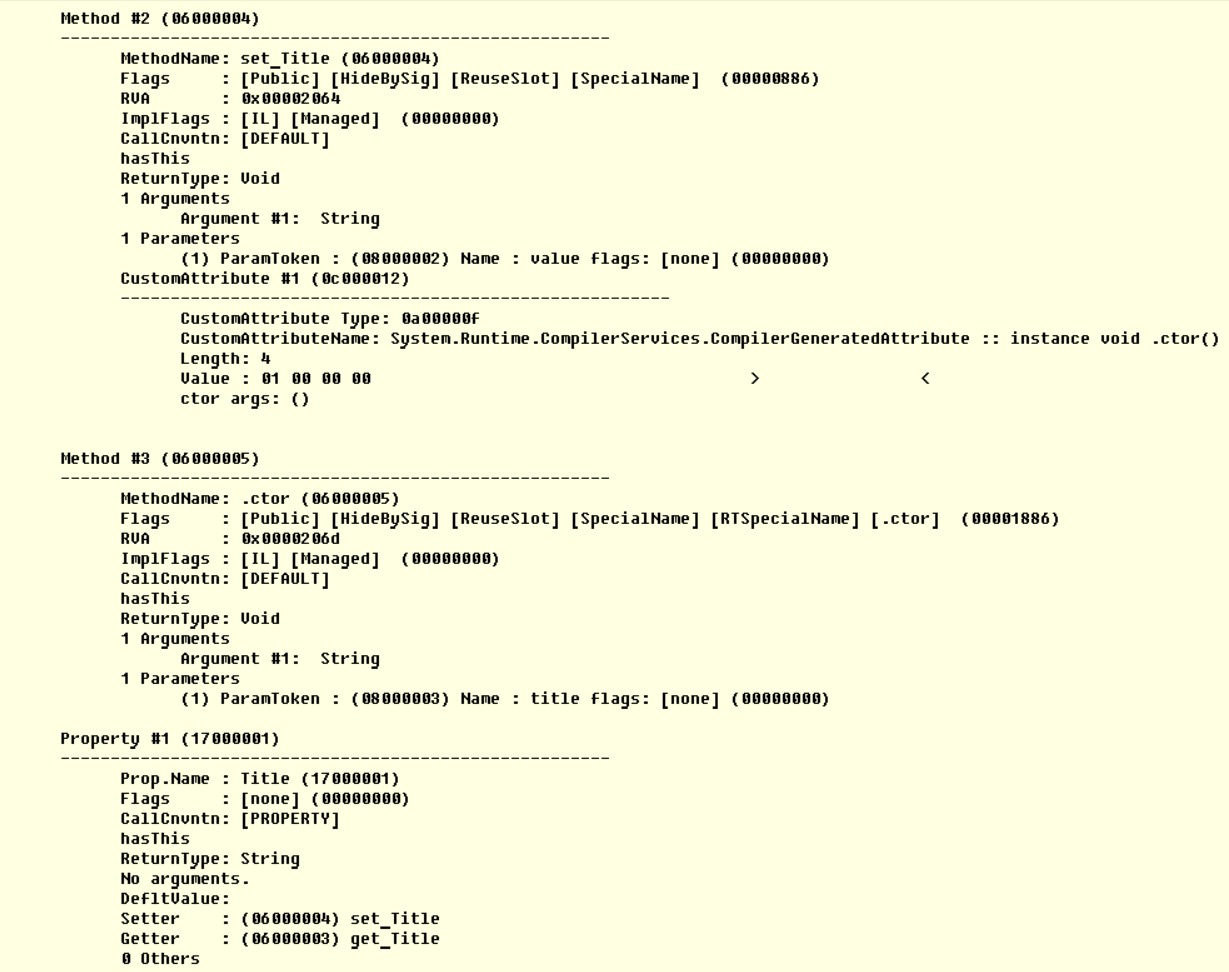 Method #2 (06000004)
-------------------------------------------------------
MethodName: set_Title (06000004)
Flags     : [Public] [HideBySig] [ReuseSlot] [SpecialName]  (00000886)
RVA       : 0x00002064
ImplFlags : [IL] [Managed]  (00000000)
CallCnvntn: [DEFAULT]
hasThis
ReturnType: Void
1 Arguments
Argument #1:  String
1 Parameters
(1) ParamToken : (08000002) Name : value flags: [none] (00000000)
CustomAttribute #1 (0c000012)
-------------------------------------------------------
CustomAttribute Type: 0a00000f
CustomAttributeName: System.Runtime.CompilerServices.CompilerGeneratedAttribute :: instance void .ctor()
Length: 4
Value : 01 00 00 00                                      >                <
ctor args: ()
Method #3 (06000005)
-------------------------------------------------------
MethodName: .ctor (06000005)
Flags     : [Public] [HideBySig] [ReuseSlot] [SpecialName] [RTSpecialName] [.ctor]  (00001886)
RVA       : 0x0000206d
ImplFlags : [IL] [Managed]  (00000000)
CallCnvntn: [DEFAULT]
hasThis
ReturnType: Void
1 Arguments
Argument #1:  String
1 Parameters
(1) ParamToken : (08000003) Name : title flags: [none] (00000000)
Property #1 (17000001)
-------------------------------------------------------
Prop.Name : Title (17000001)
Flags     : [none] (00000000)
CallCnvntn: [PROPERTY]
hasThis
ReturnType: String
No arguments.
DefltValue:
Setter    : (06000004) set_Title
Getter    : (06000003) get_Title
0 Others